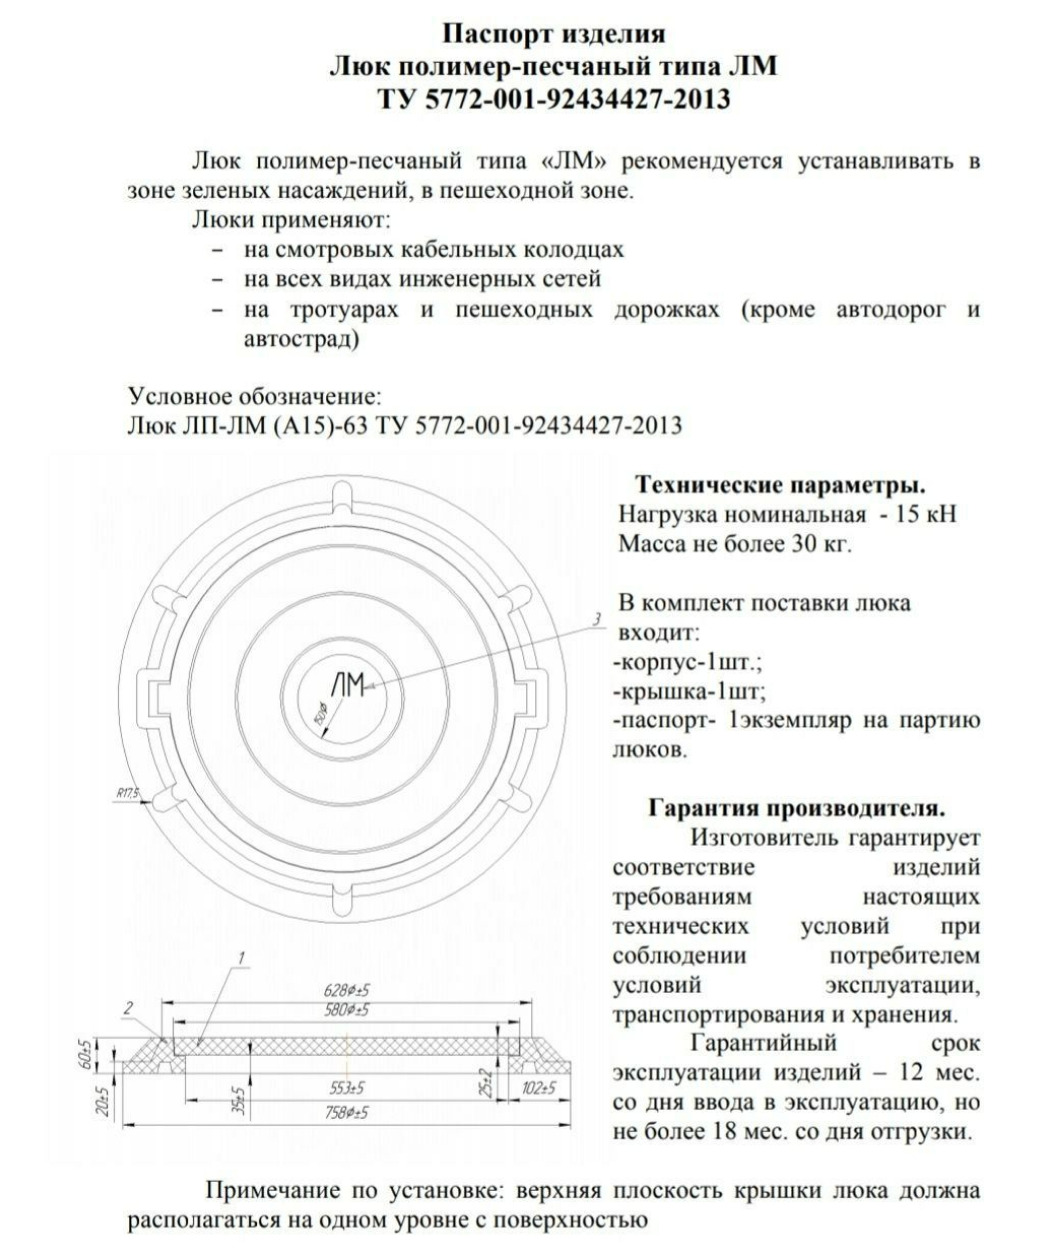 Паспорт изделия
Люк полимер-песчаный типа ЛМ
ТУ 5772-001-92434427-2013
Люк полимер-песчаный типа «ЛМ» рекомендуется устанавливать в
зоне зеленых насаждений, в пешеходной зоне.
Люки применяют:
– на смотровых кабельных колодцах
– на всех видах инженерных сетей
– на тротуарах и пешеходных дорожках (кроме автодорог и
автострад)
Условное обозначение:
Люк ЛП-ЛМ (А15)-63 ТУ 5772-001-92434427-2013
3
ЛМ
150ϕ
R17,5
1
2
628ϕ±5
580ϕ±5
60±5
20±5
35±5
553±5
25±2
102±5
758ϕ±5
Технические параметры.
Нагрузка номинальная - 15 кН
Масса не более 30 кг.
В комплект поставки люка
входит:
-корпус-1шт.;
-крышка-1шт;
-паспорт- 1экземпляр на партию
люков.
Гарантия производителя.
Изготовитель гарантирует
соответствие изделий
требованиям настоящих
технических условий при
соблюдении потребителем
условий эксплуатации,
транспортирования и хранения.
Гарантийный срок
эксплуатации изделий – 12 мес.
со дня ввода в эксплуатацию, но
не более 18 мес. со дня отгрузки.
Примечание по установке: верхняя плоскость крышки люка должна
располагаться на одном уровне с поверхностью